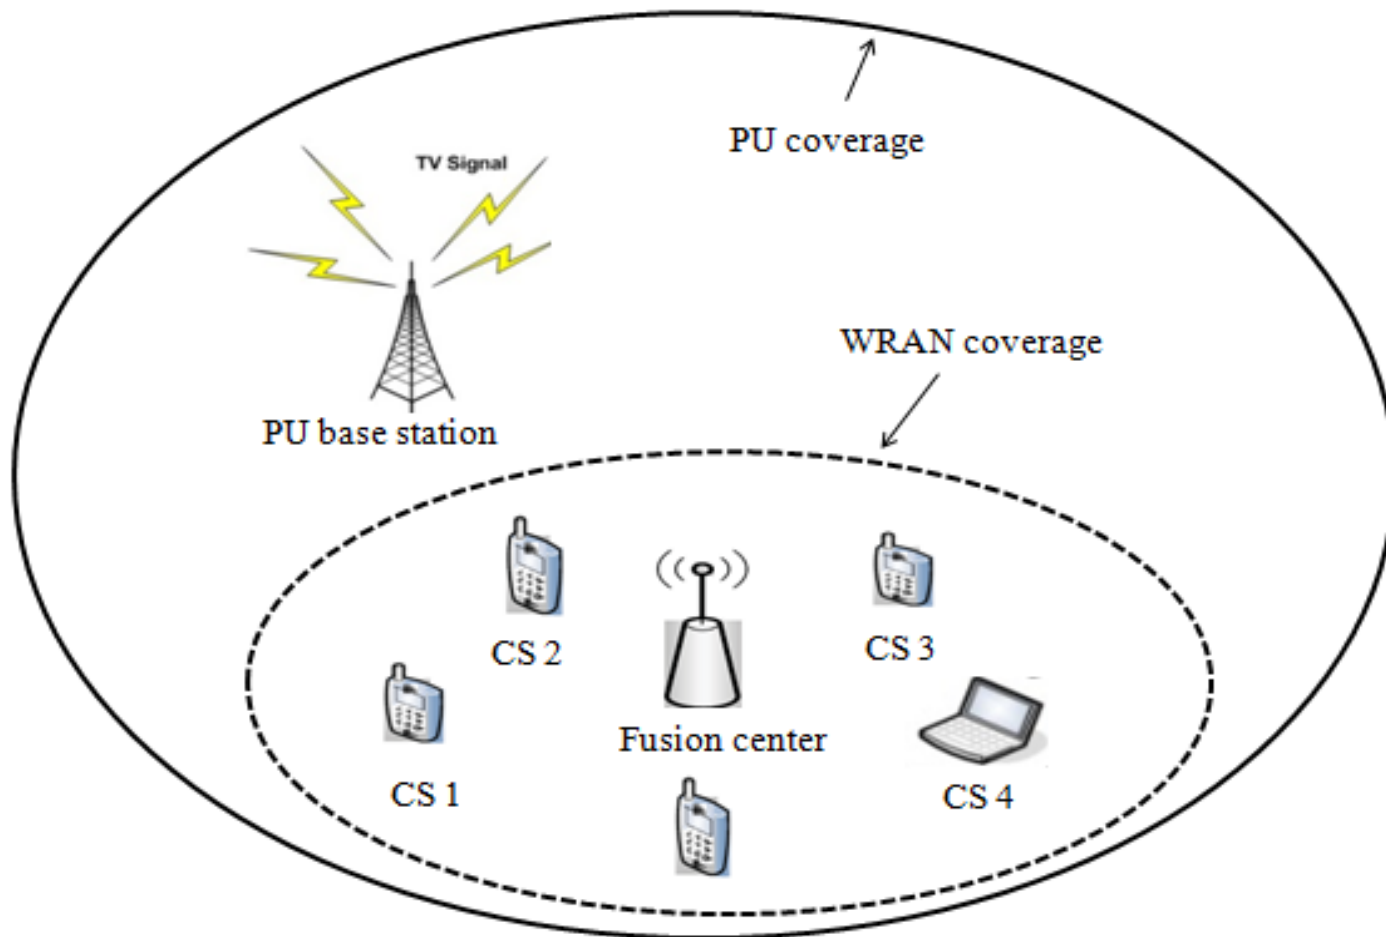 PU coverage
TV Signal
WRAN coverage
PU base station
CS 2
CS 3
Fusion center
CS 1
CS 4